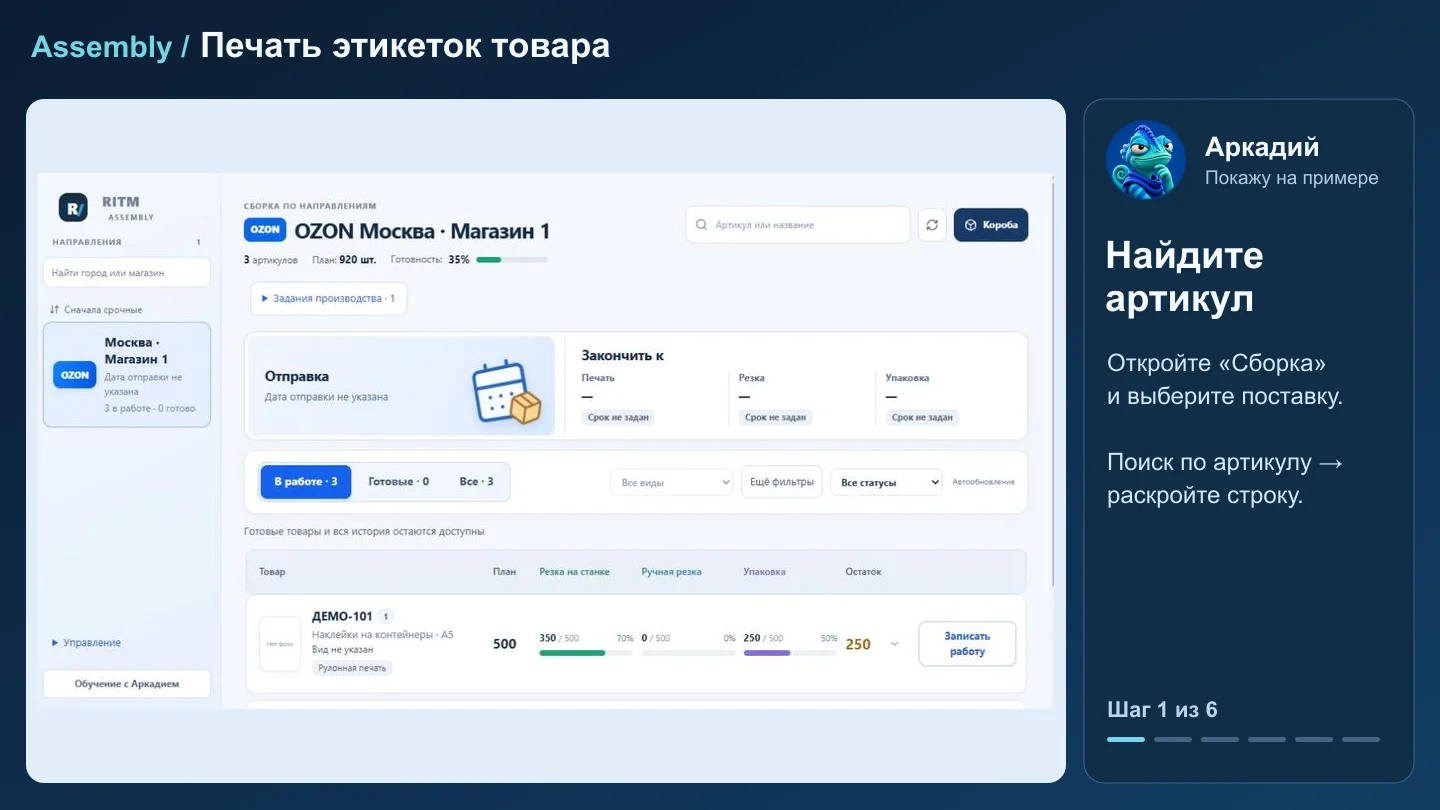 Assembly / Печать этикеток товара
R/
RITM
ASSEMBLY
НАПРАВЛЕНИЯ 1
Найти город или магазин
Сначала срочные
OZON
Москва ·
Магазин 1
Дата отправки не
указана
3 в работе · 0 готово
Управление
Обучение с Аркадием
СБОРКА ПО НАПРАВЛЕНИЯМ
OZON OZON Москва · Магазин 1
3 артикулов План: 920 шт. Готовность: 35%
Артикул или название
Короба
Задания производства · 1
Отправка
Дата отправки не указана
Закончить к
Печать Резка Упаковка
— — —
Срок не задан Срок не задан Срок не задан
В работе · 3 Готовые · 0 Все · 3
Все виды Ещё фильтры Все статусы Автообновление
Готовые товары и вся история остаются доступны
Товар План Резка на станке Ручная резка Упаковка Остаток
Нет фото
ДЕМО-101 1
Наклейки на контейнеры · А5
Вид не указан
Рулонная печать
500 350 / 500 70% 0 / 500 0% 250 / 500 50% 250
Записать
работу
Аркадий
Покажу на примере
Найдите
артикул
Откройте «Сборка»
и выберите поставку.
Поиск по артикулу →
раскройте строку.
Шаг 1 из 6